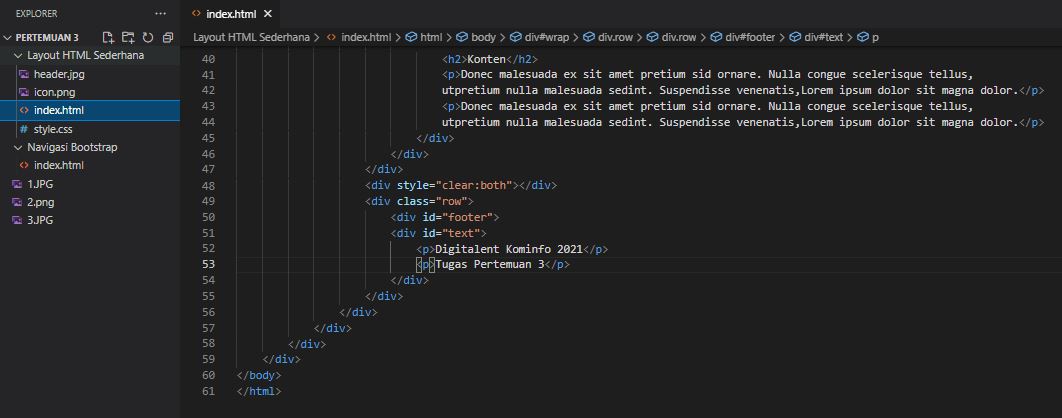 EXPLORER
PERTEMUAN 3
Layout HTML Sederhana
header.jpg
icon.png
index.html
style.css
Navigasi Bootstrap
index.html
1.JPG
2.png
3.JPG
index.html
Layout HTML Sederhana > index.html > html > body > div#wrap > div.row > div.row > div#footer > div#text > p
40 <h2>Konten</h2>
41 <p>Donec malesuada ex sit amet pretium sid ornare. Nulla congue scelerisque tellus,
42 utpretium nulla malesuada sedint. Suspendisse venenatis,Lorem ipsum dolor sit magna dolor.</p>
43 <p>Donec malesuada ex sit amet pretium sid ornare. Nulla congue scelerisque tellus,
44 utpretium nulla malesuada sedint. Suspendisse venenatis,Lorem ipsum dolor sit magna dolor.</p>
45 </div>
46 </div>
47 </div>
48 <div style="clear:both"></div>
49 <div class="row">
50 <div id="footer">
51 <div id="text">
52 <p>Digitalent Kominfo 2021</p>
53 <p>Tugas Pertemuan 3</p>
54 </div>
55 </div>
56 </div>
57 </div>
58 </div>
59 </div>
60 </body>
61 </html>